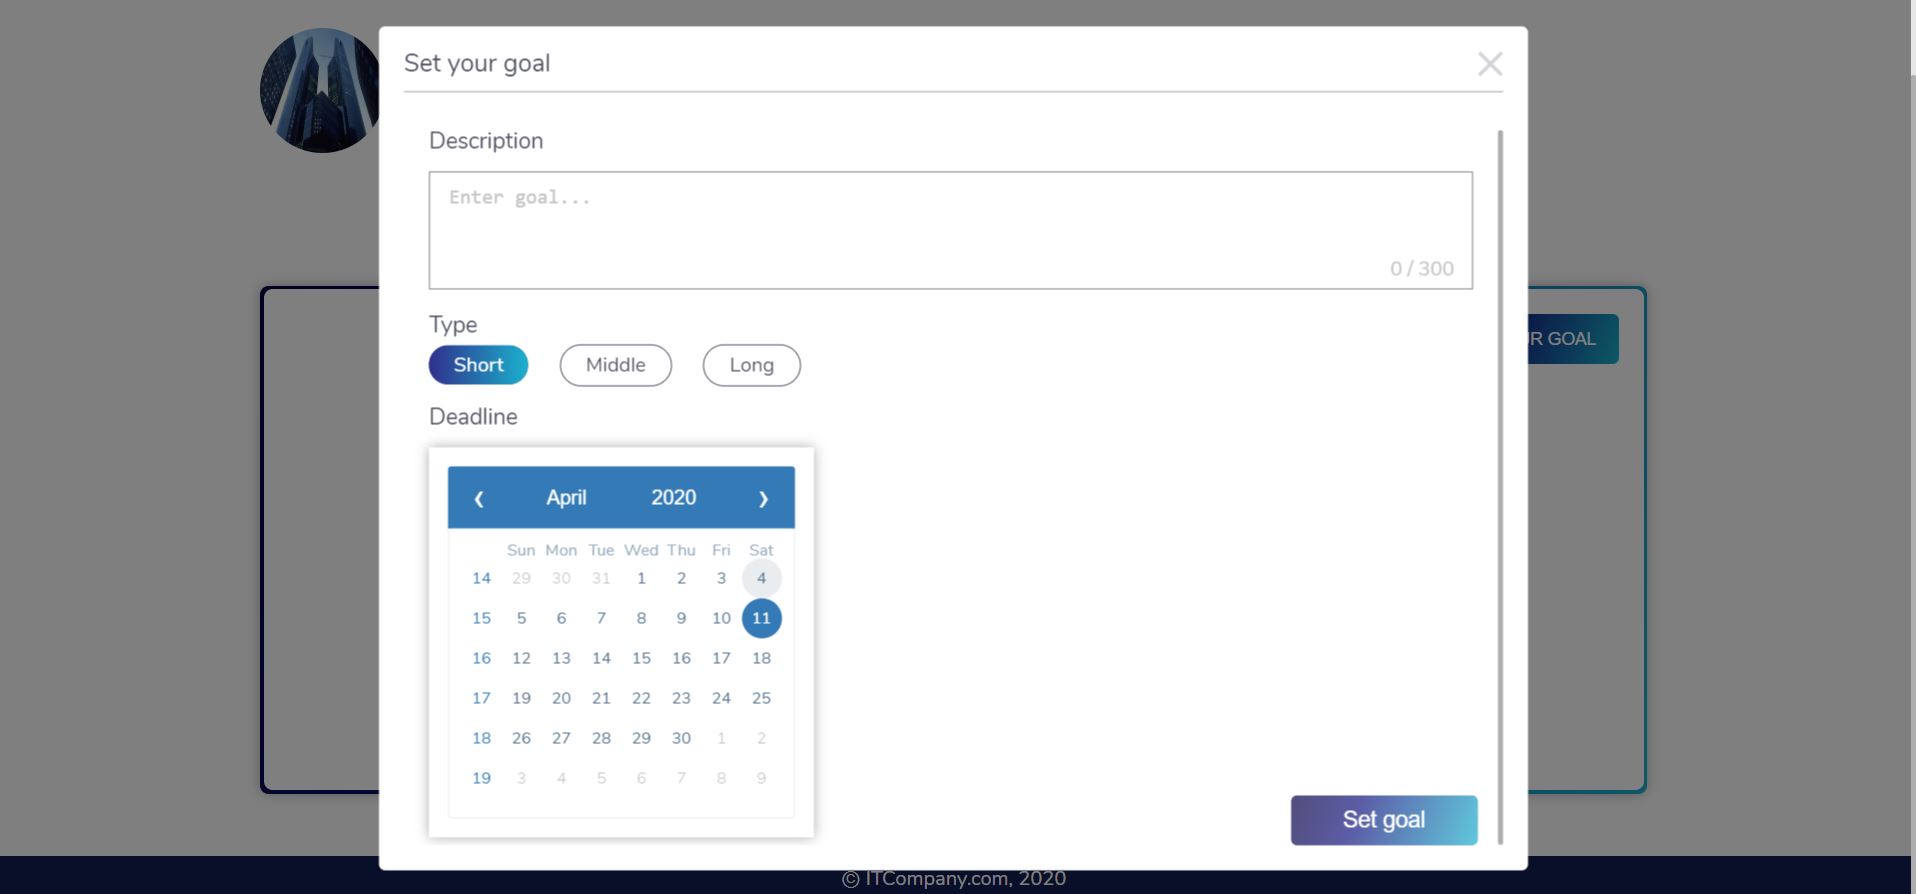 Set your goal
Description
Enter goal...
0 / 300
Type
Short Middle Long
UR GOAL
Deadline
❮ April 2020 ❯
Sun Mon Tue Wed Thu Fri Sat
14 29 30 31 1 2 3 4
15 5 6 7 8 9 10 11
16 12 13 14 15 16 17 18
17 19 20 21 22 23 24 25
18 26 27 28 29 30 1 2
19 3 4 5 6 7 8 9
Set goal
© ITCompany.com, 2020